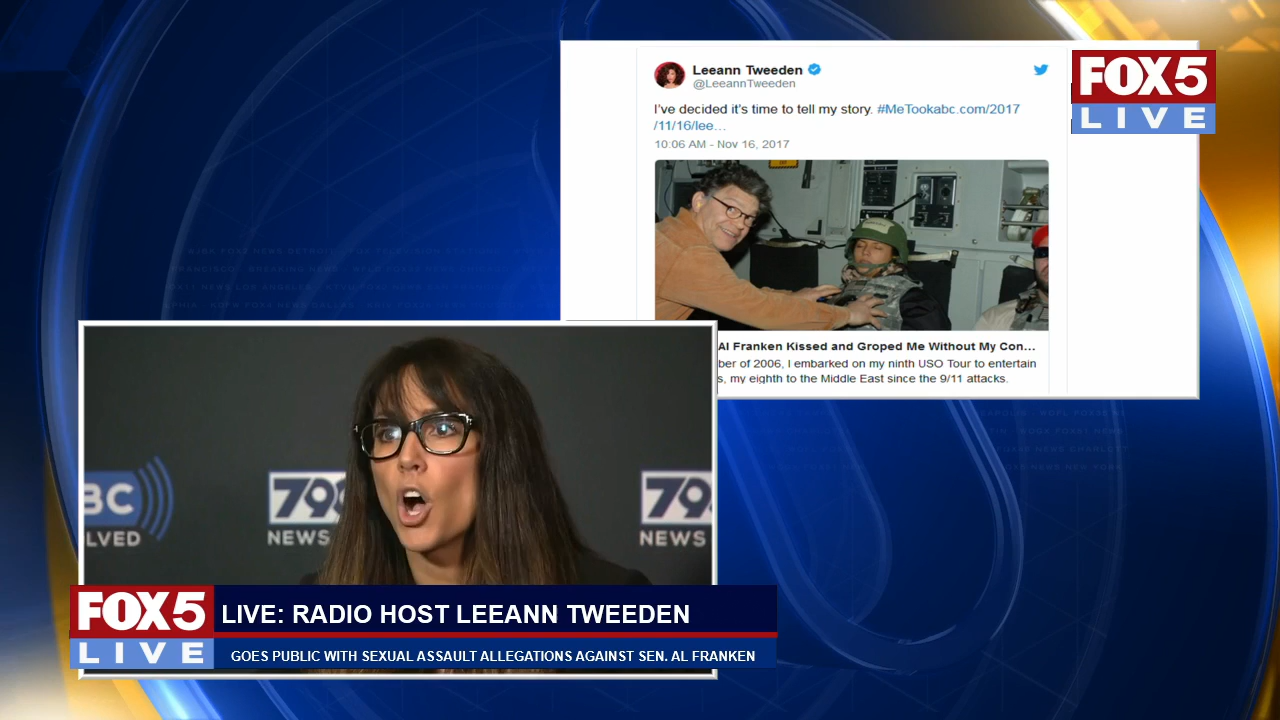 Leeann Tweeden
@LeeannTweeden
I've decided it's time to tell my story. #MeTookabc.com/2017
/11/16/lee…
10:06 AM - Nov 16, 2017
Al Franken Kissed and Groped Me Without My Con...
ber of 2006, I embarked on my ninth USO Tour to entertain
s, my eighth to the Middle East since the 9/11 attacks.
FOX5
LIVE
BC
LVED
79
NEWS
79
NEWS
FOX5
LIVE
LIVE: RADIO HOST LEEANN TWEEDEN
GOES PUBLIC WITH SEXUAL ASSAULT ALLEGATIONS AGAINST SEN. AL FRANKEN